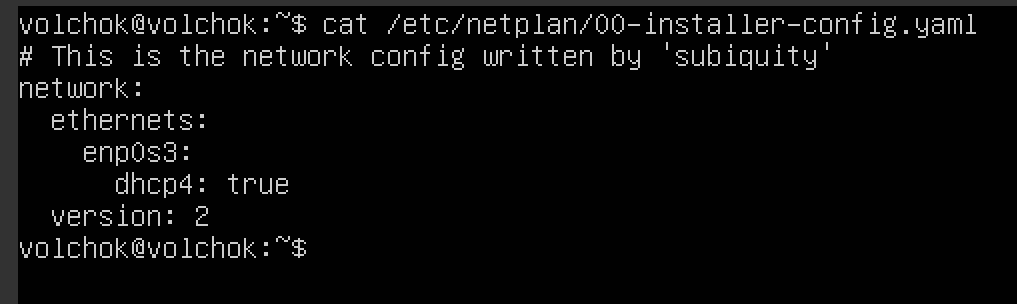 volchok@volchok:~$ cat /etc/netplan/00-installer-config.yaml
# This is the network config written by 'subiquity'
network:
  ethernets:
    enp0s3:
      dhcp4: true
  version: 2
volchok@volchok:~$